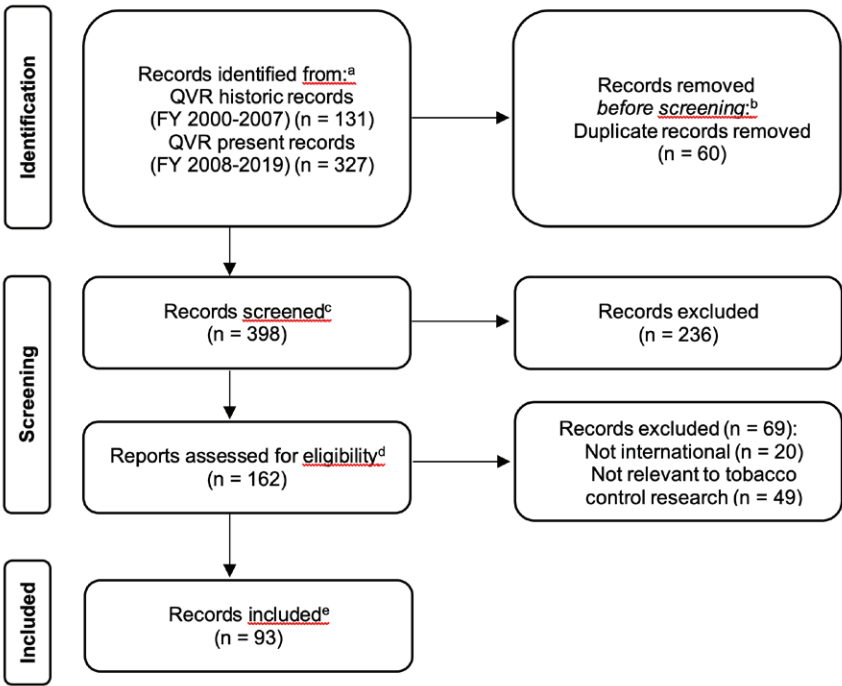 Identification
Records identified from:a
QVR historic records
(FY 2000-2007) (n = 131)
QVR present records
(FY 2008-2019) (n = 327)
Records removed
before screening:b
Duplicate records removed
(n = 60)
Screening
Records screenedc
(n = 398)
Records excluded
(n = 236)
Reports assessed for eligibilityd
(n = 162)
Records excluded (n = 69):
Not international (n = 20)
Not relevant to tobacco
control research (n = 49)
Included
Records includede
(n = 93)